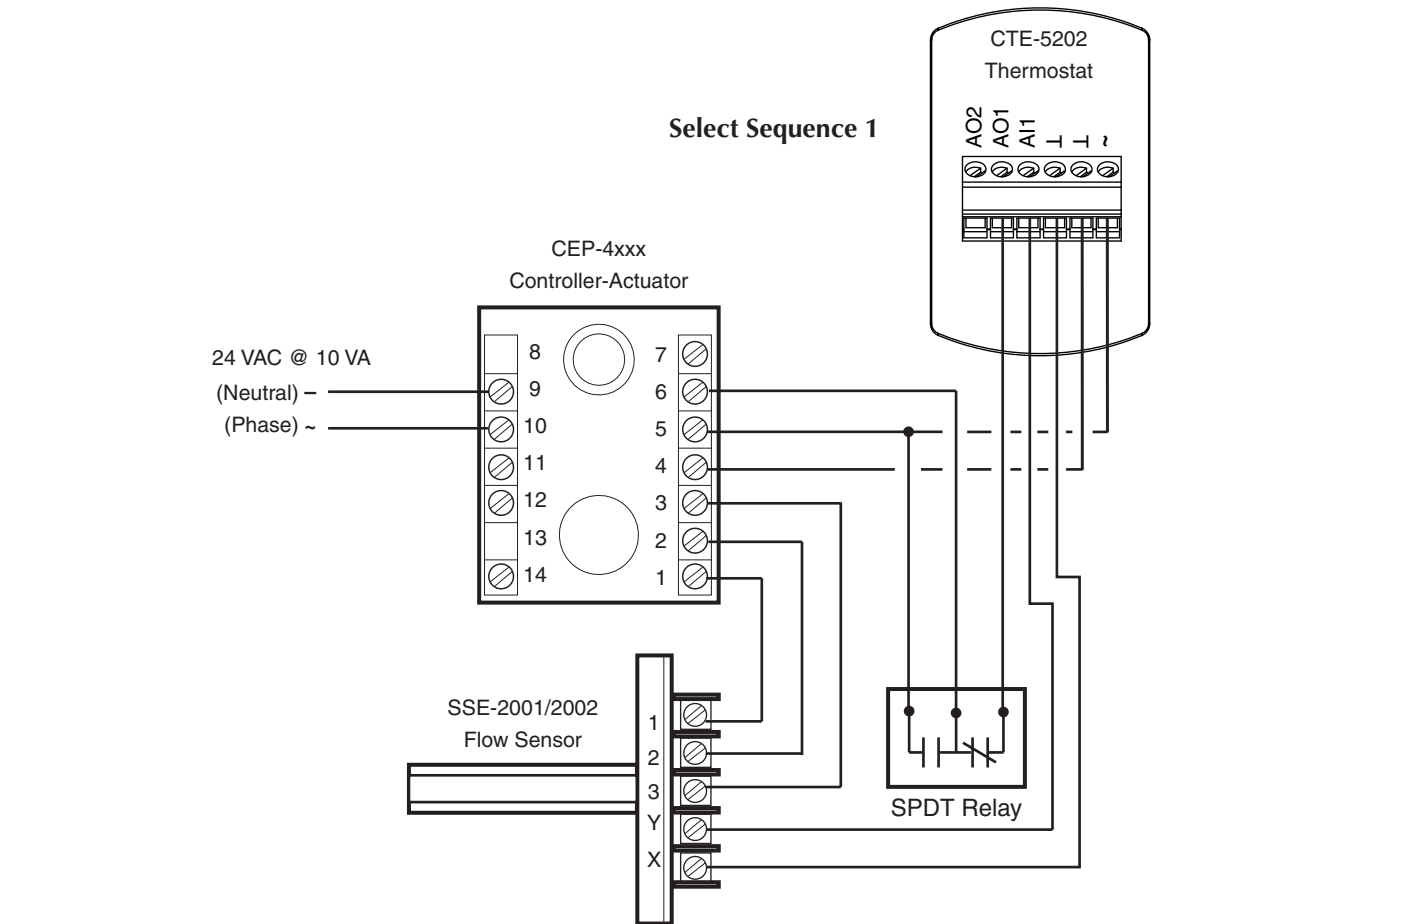 CTE-5202
Thermostat
Select Sequence 1
AO2 AO1 AI1 ⊥ ⊥ ~
CEP-4xxx
Controller-Actuator
24 VAC @ 10 VA
(Neutral) –
(Phase) ~
8
9
10
11
12
13
14
7
6
5
4
3
2
1
SSE-2001/2002
Flow Sensor
1
2
3
Y
X
SPDT Relay